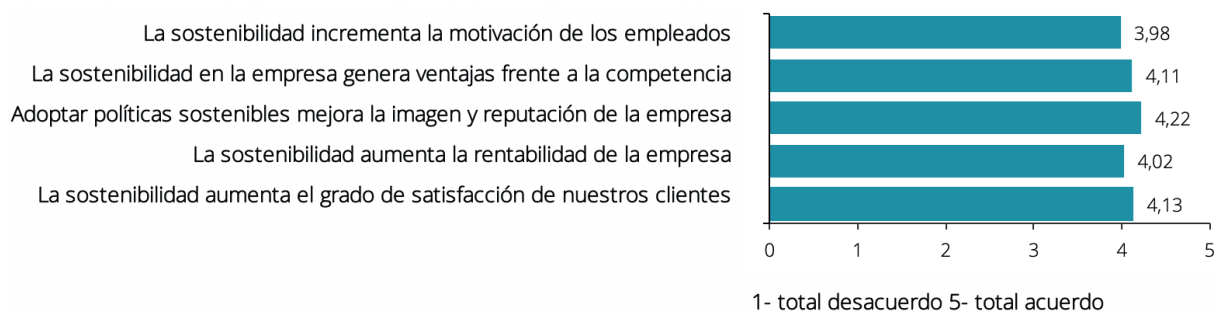 La sostenibilidad incrementa la motivación de los empleados 3,98
La sostenibilidad en la empresa genera ventajas frente a la competencia 4,11
Adoptar políticas sostenibles mejora la imagen y reputación de la empresa 4,22
La sostenibilidad aumenta la rentabilidad de la empresa 4,02
La sostenibilidad aumenta el grado de satisfacción de nuestros clientes 4,13
0 1 2 3 4 5
1- total desacuerdo 5- total acuerdo